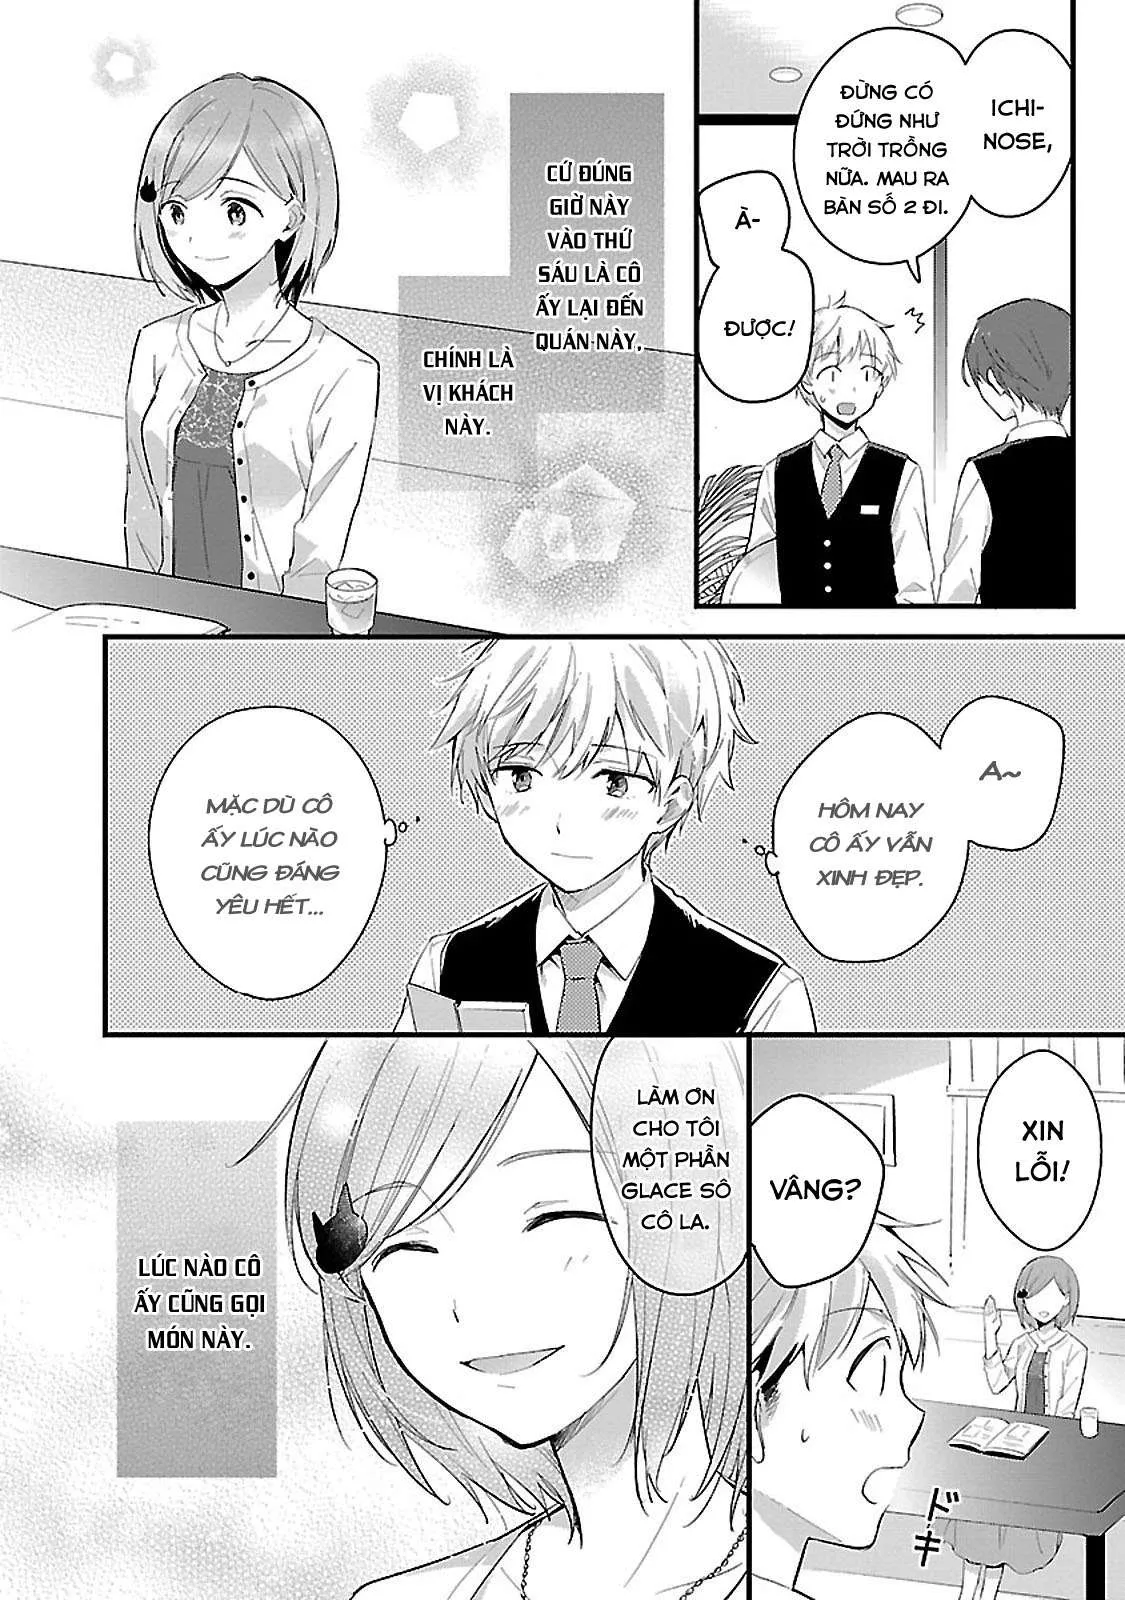 ICHI-
NOSE,
ĐỪNG CÓ
ĐỨNG NHƯ
TRỜI TRỒNG
NỮA. MAU RA
BÀN SỐ 2 ĐI.
À-
ĐƯỢC!
CỨ ĐÚNG
GIỜ NÀY
VÀO THỨ
SÁU LÀ CÔ
ẤY LẠI ĐẾN
QUÁN NÀY,
CHÍNH LÀ
VỊ KHÁCH
NÀY.
A~
HÔM NAY
CÔ ẤY VẪN
XINH ĐẸP.
MẶC DÙ CÔ
ẤY LÚC NÀO
CŨNG ĐÁNG
YÊU HẾT...
XIN
LỖI!
VÂNG?
ドキ
LÀM ƠN
CHO TÔI
MỘT PHẦN
GLACE SÔ
CÔ LA.
LÚC NÀO CÔ
ẤY CŨNG GỌI
MÓN NÀY.